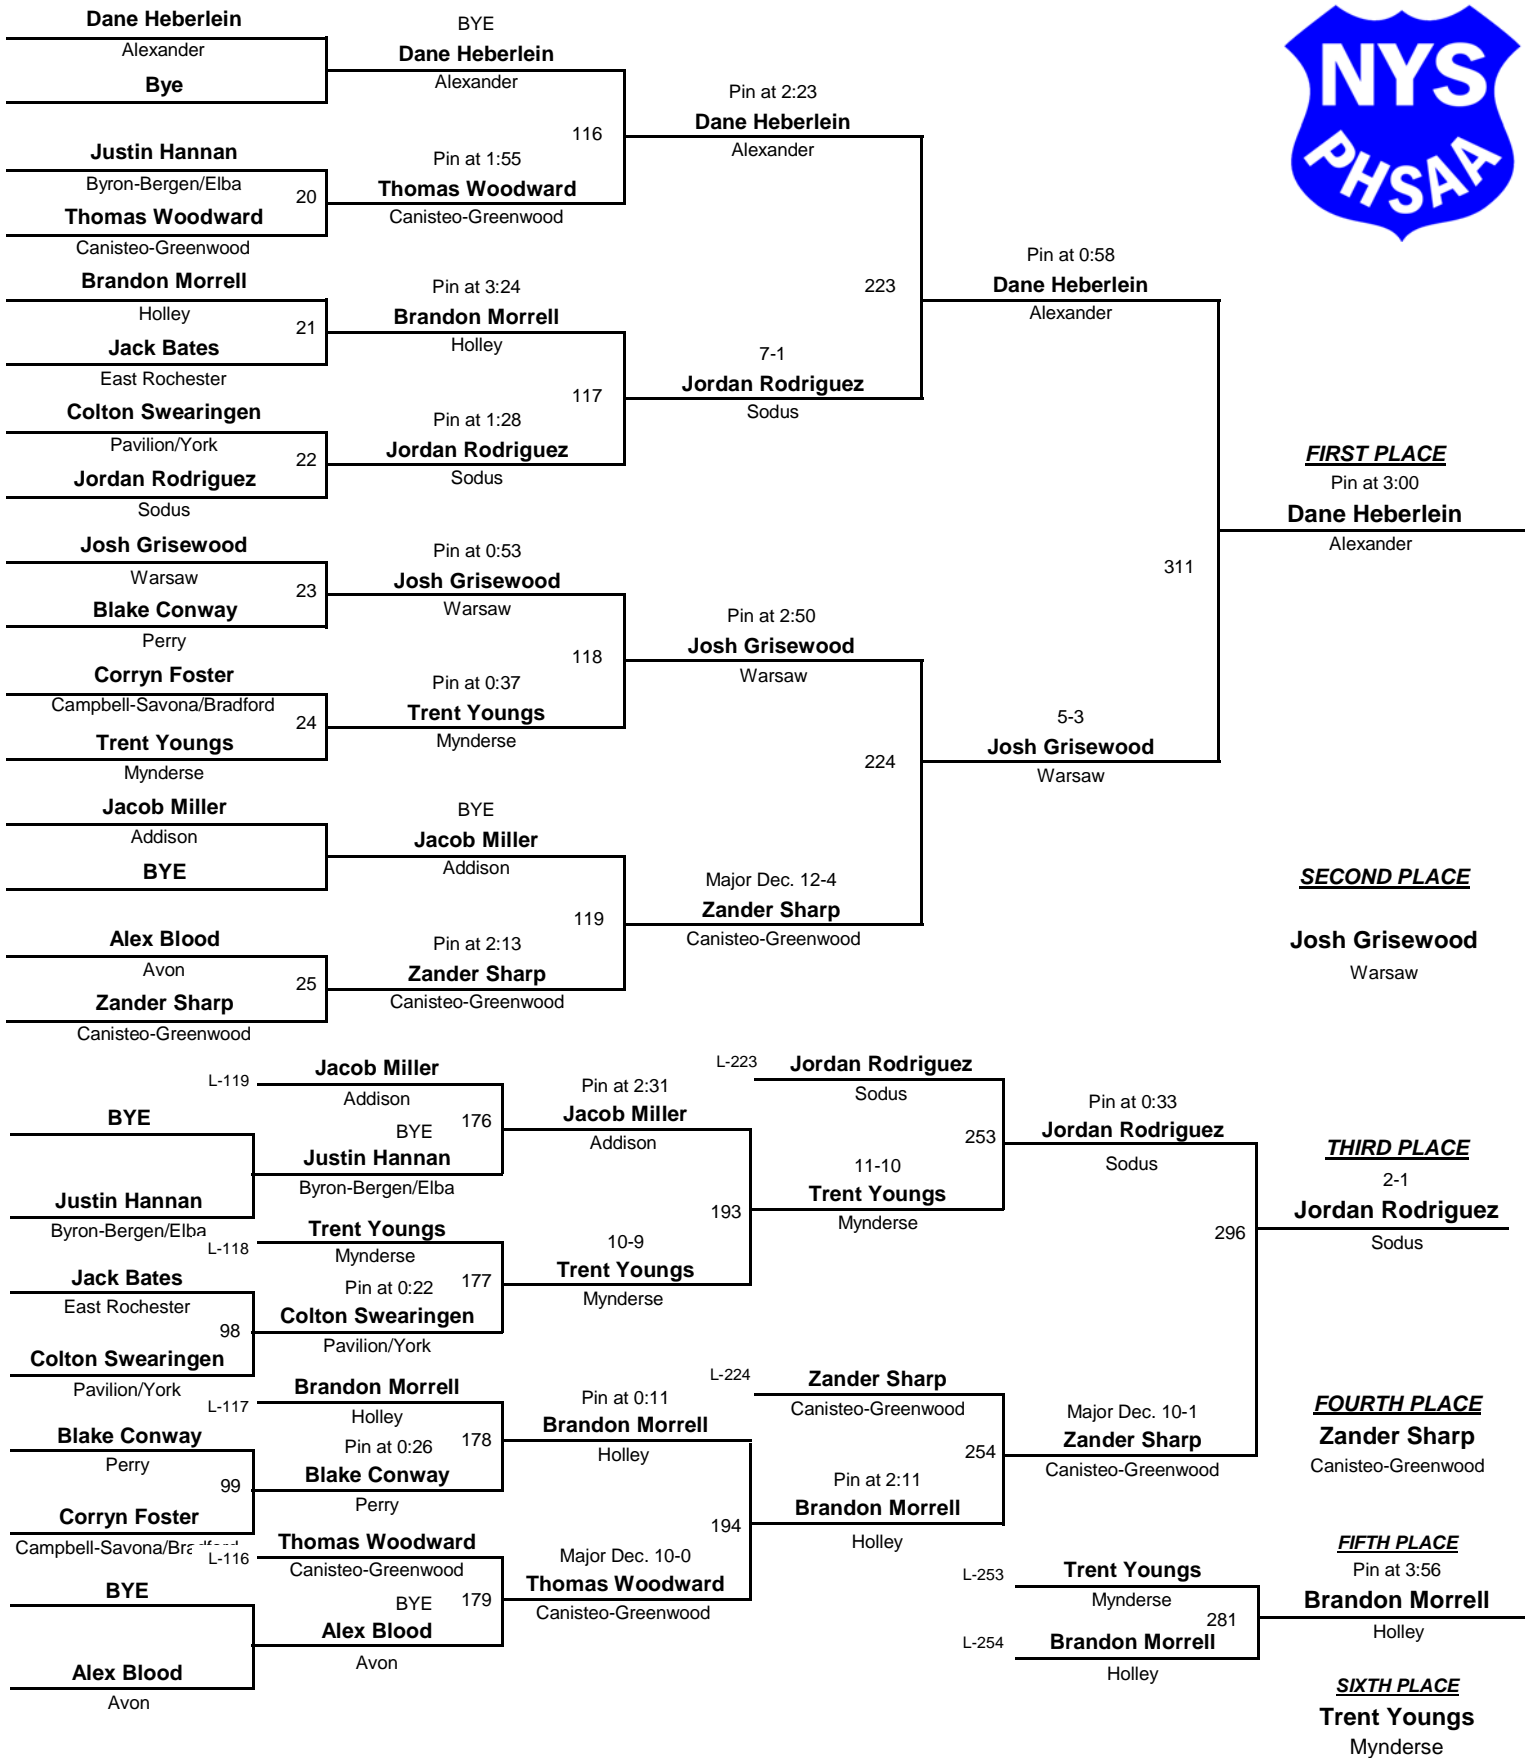 Dane Heberlein
Alexander
Bye
Justin Hannan
Byron-Bergen/Elba
20
Thomas Woodward
Canisteo-Greenwood
Brandon Morrell
Holley
21
Jack Bates
East Rochester
Colton Swearingen
Pavilion/York
22
Jordan Rodriguez
Sodus
Josh Grisewood
Warsaw
23
Blake Conway
Perry
Corryn Foster
Campbell-Savona/Bradford
24
Trent Youngs
Mynderse
Jacob Miller
Addison
BYE
Alex Blood
Avon
25
Zander Sharp
Canisteo-Greenwood
BYE
Dane Heberlein
Alexander
116
Pin at 1:55
Thomas Woodward
Canisteo-Greenwood
Pin at 3:24
Brandon Morrell
Holley
117
Pin at 1:28
Jordan Rodriguez
Sodus
Pin at 0:53
Josh Grisewood
Warsaw
118
Pin at 0:37
Trent Youngs
Mynderse
BYE
Jacob Miller
Addison
119
Pin at 2:13
Zander Sharp
Canisteo-Greenwood
Pin at 2:23
Dane Heberlein
Alexander
223
7-1
Jordan Rodriguez
Sodus
Pin at 2:50
Josh Grisewood
Warsaw
224
Major Dec. 12-4
Zander Sharp
Canisteo-Greenwood
Pin at 0:58
Dane Heberlein
Alexander
311
5-3
Josh Grisewood
Warsaw
NYS
PHSAA
FIRST PLACE
Pin at 3:00
Dane Heberlein
Alexander
SECOND PLACE
Josh Grisewood
Warsaw
BYE
Justin Hannan
Byron-Bergen/Elba
Jack Bates
East Rochester
98
Colton Swearingen
Pavilion/York
Blake Conway
Perry
99
Corryn Foster
Campbell-Savona/Bradford
BYE
Alex Blood
Avon
L-119
Jacob Miller
Addison
176
BYE
Justin Hannan
Byron-Bergen/Elba
L-118
Trent Youngs
Mynderse
177
Pin at 0:22
Colton Swearingen
Pavilion/York
L-117
Brandon Morrell
Holley
178
Pin at 0:26
Blake Conway
Perry
L-116
Thomas Woodward
Canisteo-Greenwood
179
BYE
Alex Blood
Avon
Pin at 2:31
Jacob Miller
Addison
193
10-9
Trent Youngs
Mynderse
Pin at 0:11
Brandon Morrell
Holley
194
Major Dec. 10-0
Thomas Woodward
Canisteo-Greenwood
L-223
Jordan Rodriguez
Sodus
253
11-10
Trent Youngs
Mynderse
L-224
Zander Sharp
Canisteo-Greenwood
254
Pin at 2:11
Brandon Morrell
Holley
Pin at 0:33
Jordan Rodriguez
Sodus
296
Major Dec. 10-1
Zander Sharp
Canisteo-Greenwood
L-253
Trent Youngs
Mynderse
281
L-254
Brandon Morrell
Holley
THIRD PLACE
2-1
Jordan Rodriguez
Sodus
FOURTH PLACE
Zander Sharp
Canisteo-Greenwood
FIFTH PLACE
Pin at 3:56
Brandon Morrell
Holley
SIXTH PLACE
Trent Youngs
Mynderse